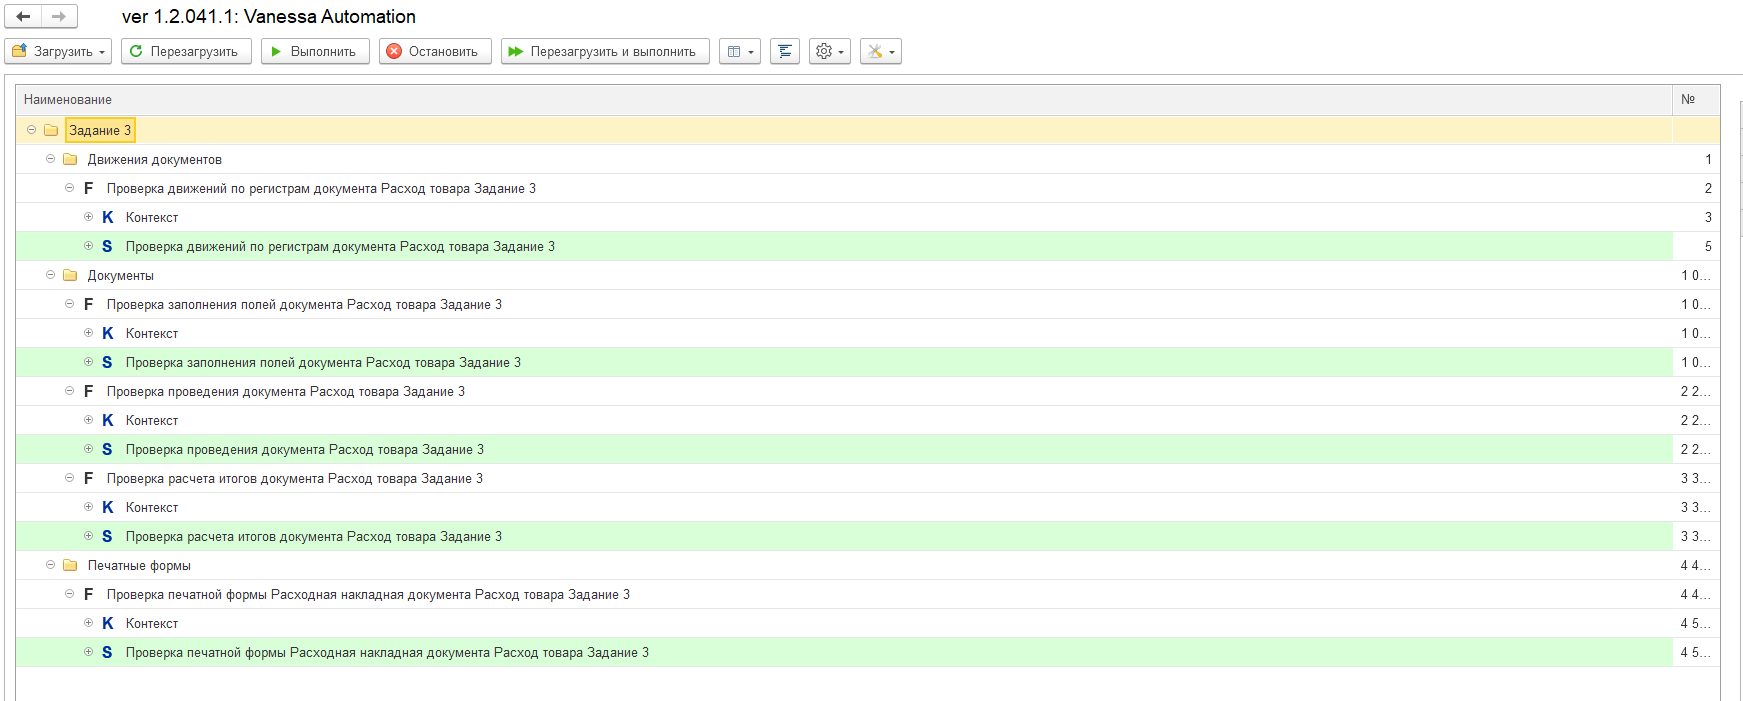 ver 1.2.041.1: Vanessa Automation
Загрузить Перезагрузить Выполнить Остановить Перезагрузить и выполнить
Наименование №
Задание 3
Движения документов 1
F Проверка движений по регистрам документа Расход товара Задание 3 2
K Контекст 3
S Проверка движений по регистрам документа Расход товара Задание 3 5
Документы 1 0...
F Проверка заполнения полей документа Расход товара Задание 3 1 0...
K Контекст 1 0...
S Проверка заполнения полей документа Расход товара Задание 3 1 0...
F Проверка проведения документа Расход товара Задание 3 2 2...
K Контекст 2 2...
S Проверка проведения документа Расход товара Задание 3 2 2...
F Проверка расчета итогов документа Расход товара Задание 3 3 3...
K Контекст 3 3...
S Проверка расчета итогов документа Расход товара Задание 3 3 3...
Печатные формы 4 4...
F Проверка печатной формы Расходная накладная документа Расход товара Задание 3 4 4...
K Контекст 4 5...
S Проверка печатной формы Расходная накладная документа Расход товара Задание 3 4 5...